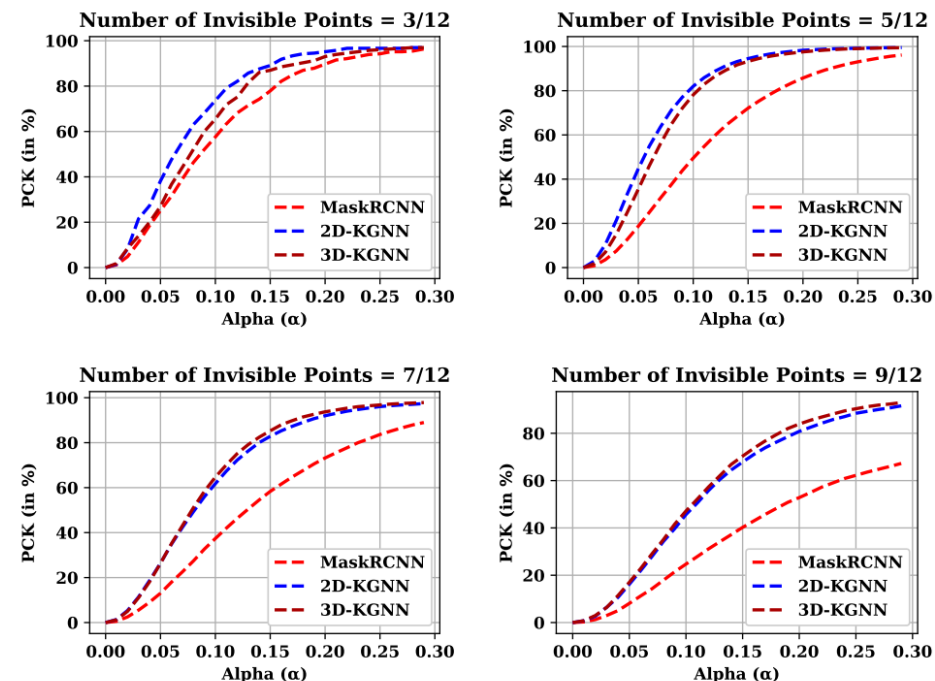 Number of Invisible Points = 3/12
100
80
60
40
20
0
PCK (in %)
MaskRCNN
2D-KGNN
3D-KGNN
0.00 0.05 0.10 0.15 0.20 0.25 0.30
Alpha (α)
Number of Invisible Points = 5/12
100
80
60
40
20
0
PCK (in %)
MaskRCNN
2D-KGNN
3D-KGNN
0.00 0.05 0.10 0.15 0.20 0.25 0.30
Alpha (α)
Number of Invisible Points = 7/12
100
80
60
40
20
0
PCK (in %)
MaskRCNN
2D-KGNN
3D-KGNN
0.00 0.05 0.10 0.15 0.20 0.25 0.30
Alpha (α)
Number of Invisible Points = 9/12
80
60
40
20
0
PCK (in %)
MaskRCNN
2D-KGNN
3D-KGNN
0.00 0.05 0.10 0.15 0.20 0.25 0.30
Alpha (α)